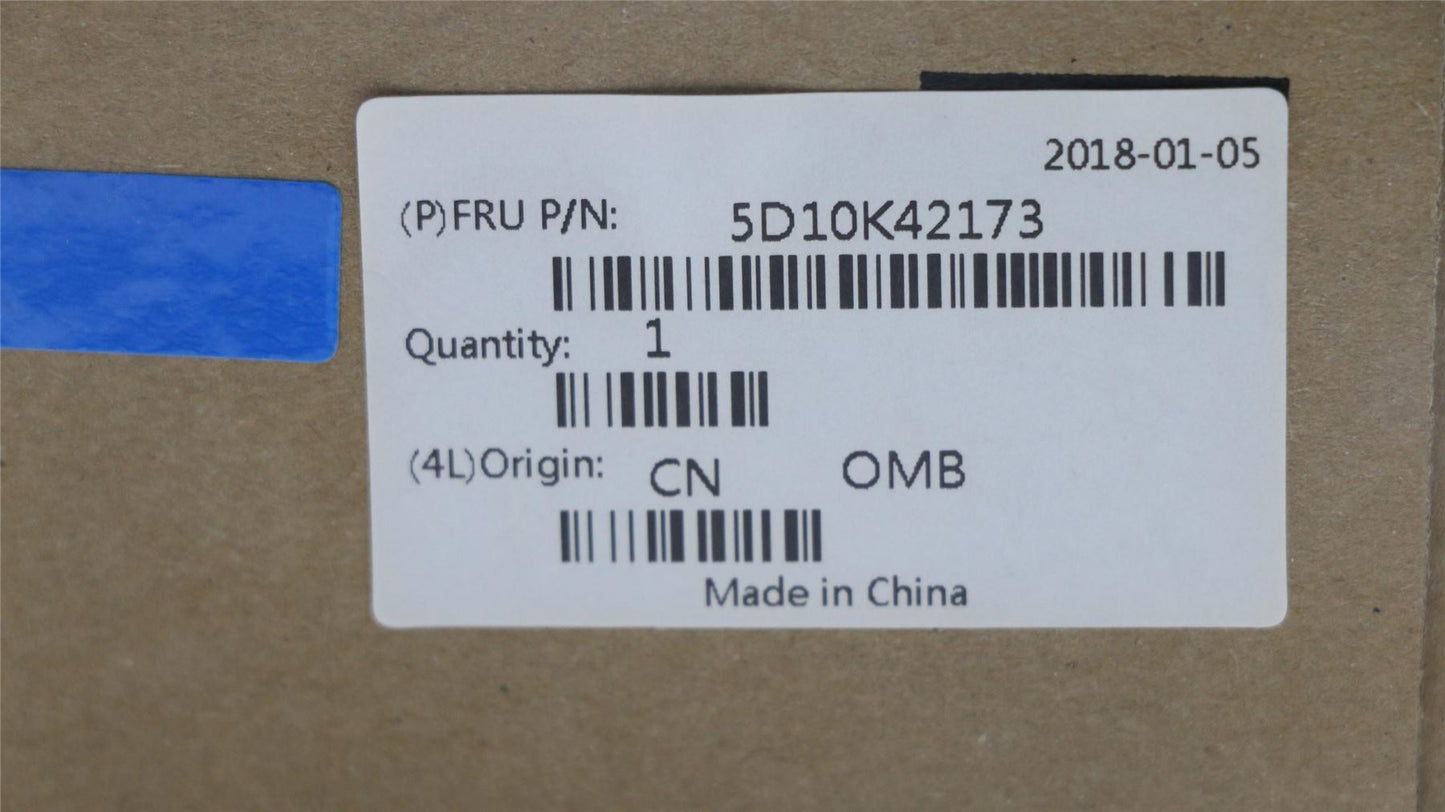 2018-01-05
(P)FRU P/N: 5D10K42173
Quantity: 1
(4L)Origin: CN OMB
Made in China